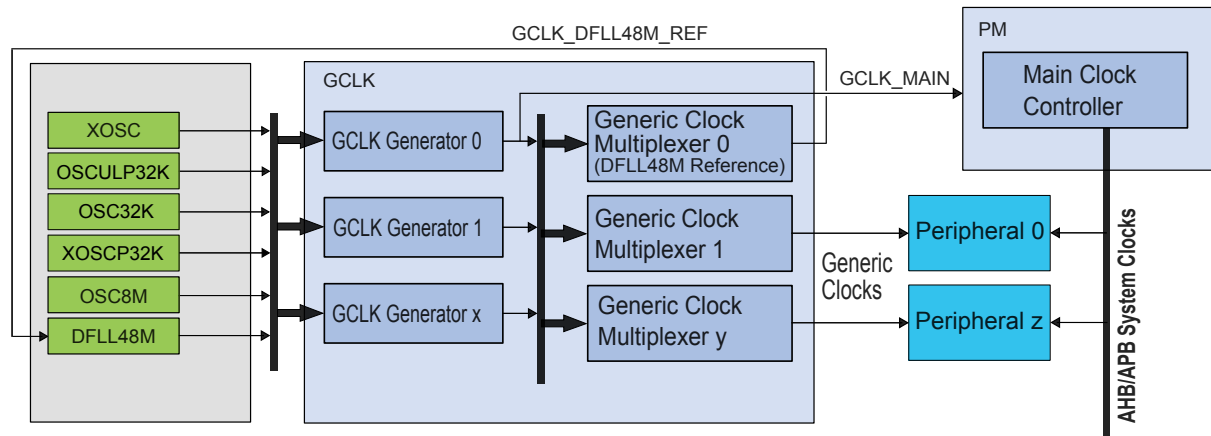 GCLK_DFLL48M_REF
PM
GCLK
GCLK_MAIN
Main Clock
Controller
XOSC
OSCULP32K
OSC32K
XOSCP32K
OSC8M
DFLL48M
GCLK Generator 0
GCLK Generator 1
GCLK Generator x
Generic Clock
Multiplexer 0
(DFLL48M Reference)
Generic Clock
Multiplexer 1
Generic Clock
Multiplexer y
Generic
Clocks
Peripheral 0
Peripheral z
AHB/APB System Clocks